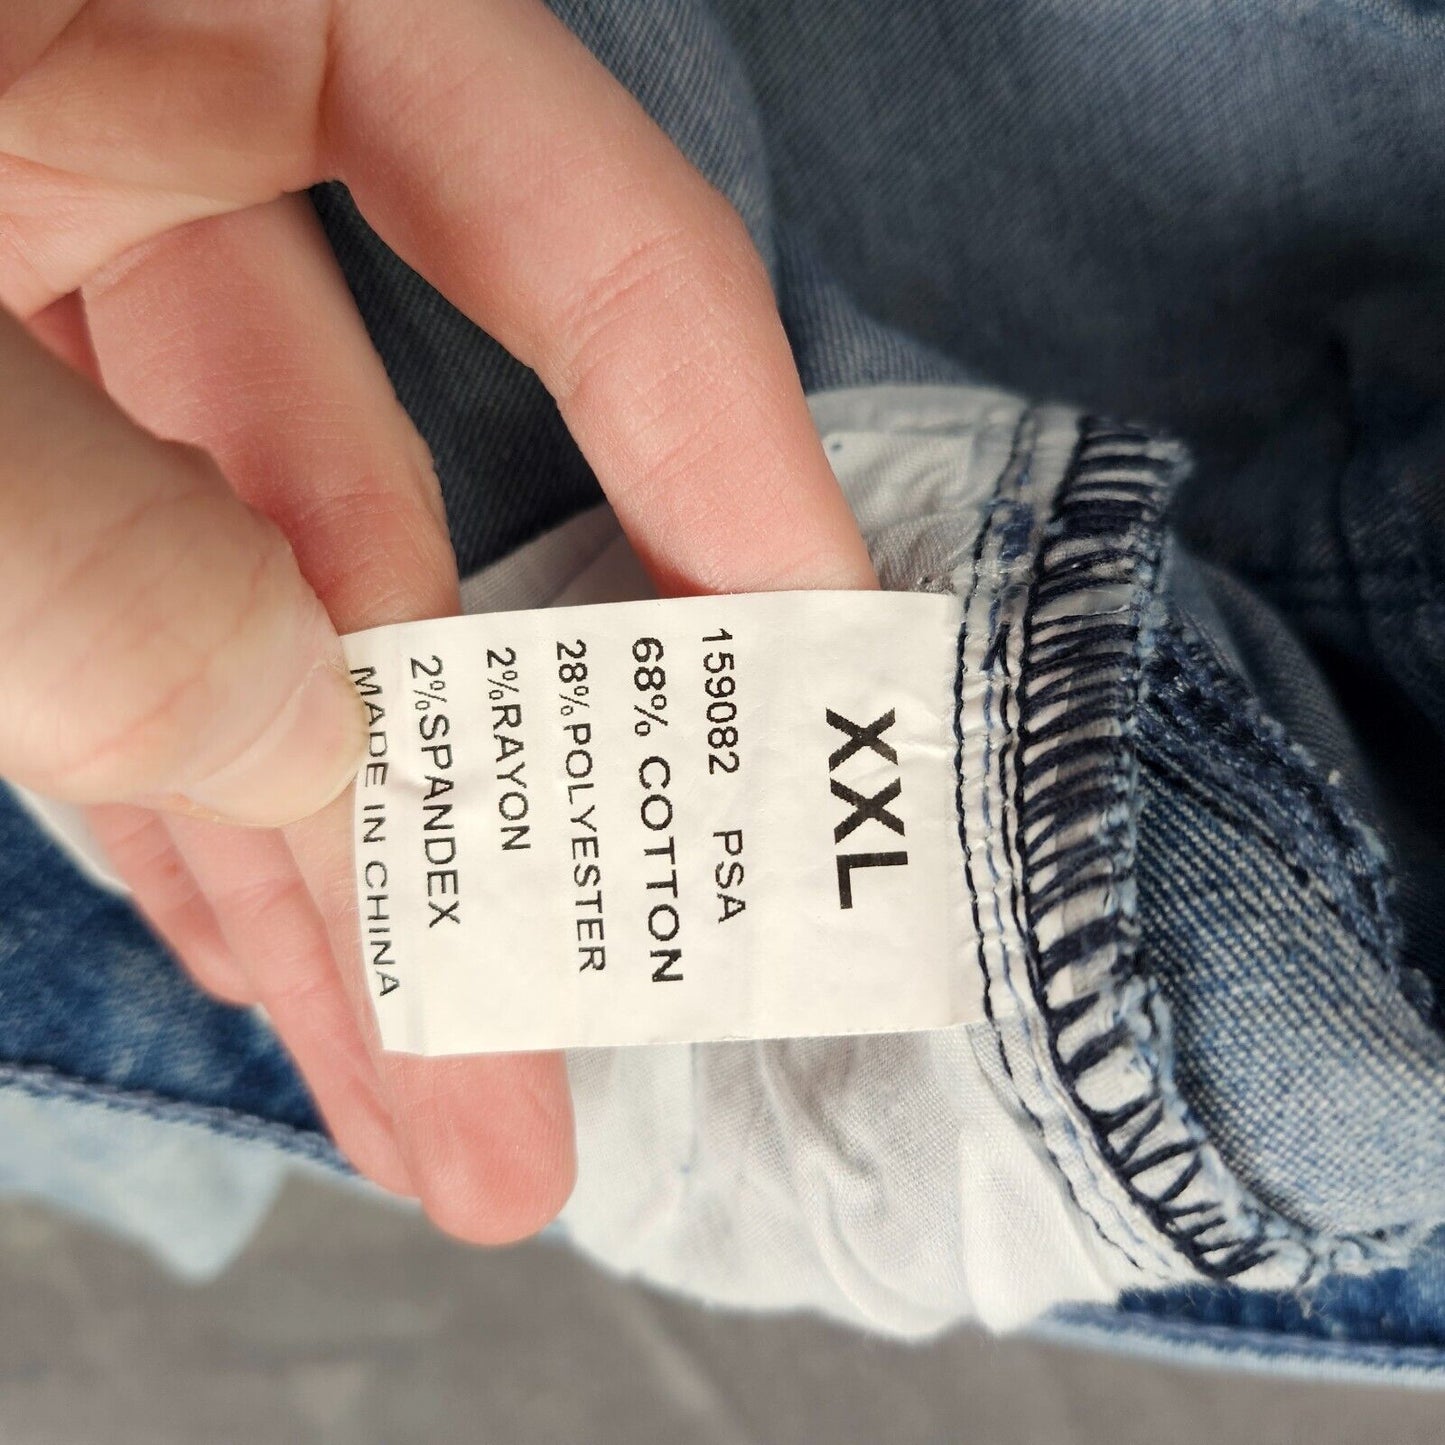 XXL
159082 PSA
68% COTTON
28%POLYESTER
2%RAYON
2%SPANDEX
MADE IN CHINA